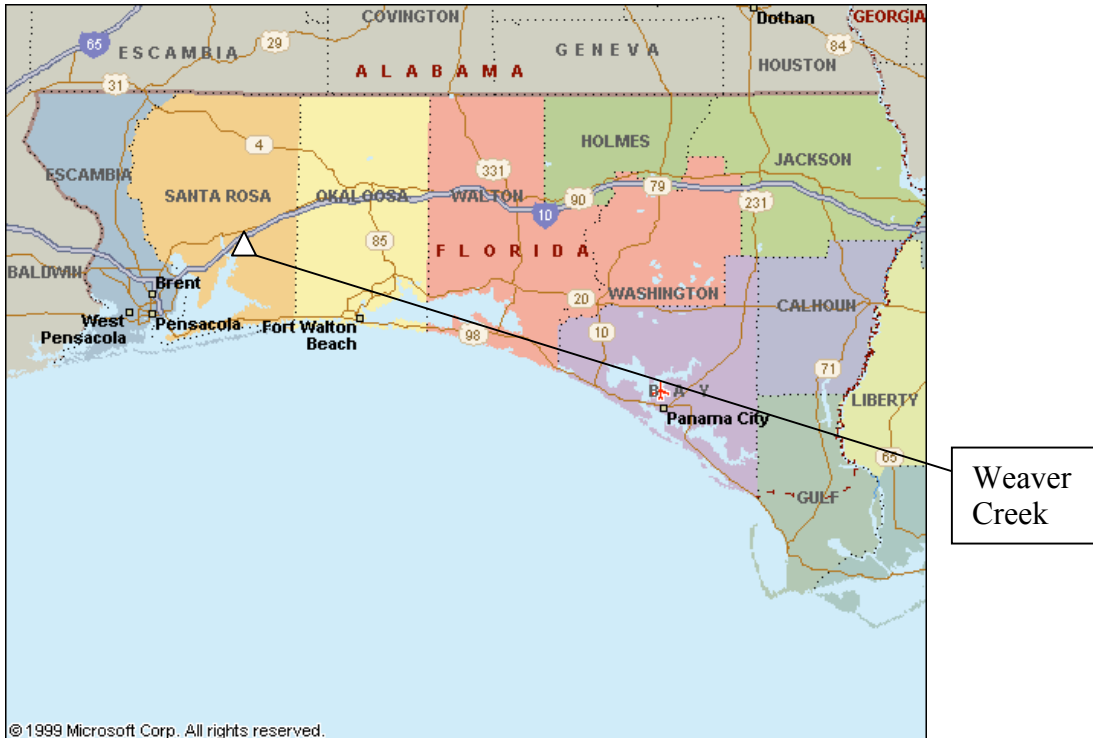 COVINGTON
Dothan
GEORGIA
65
ESCAMBIA
29
GENEVA
84
ALABAMA
HOUSTON
31
4
HOLMES
JACKSON
ESCAMBIA
SANTA ROSA
OKALOOSA
331
WALTON
90
79
231
10
85
FLORIDA
BALDWIN
Brent
20
WASHINGTON
CALHOUN
West
Pensacola
Pensacola
Fort Walton
Beach
98
10
71
BAY
LIBERTY
Panama City
65
Weaver
Creek
GULF
© 1999 Microsoft Corp. All rights reserved.